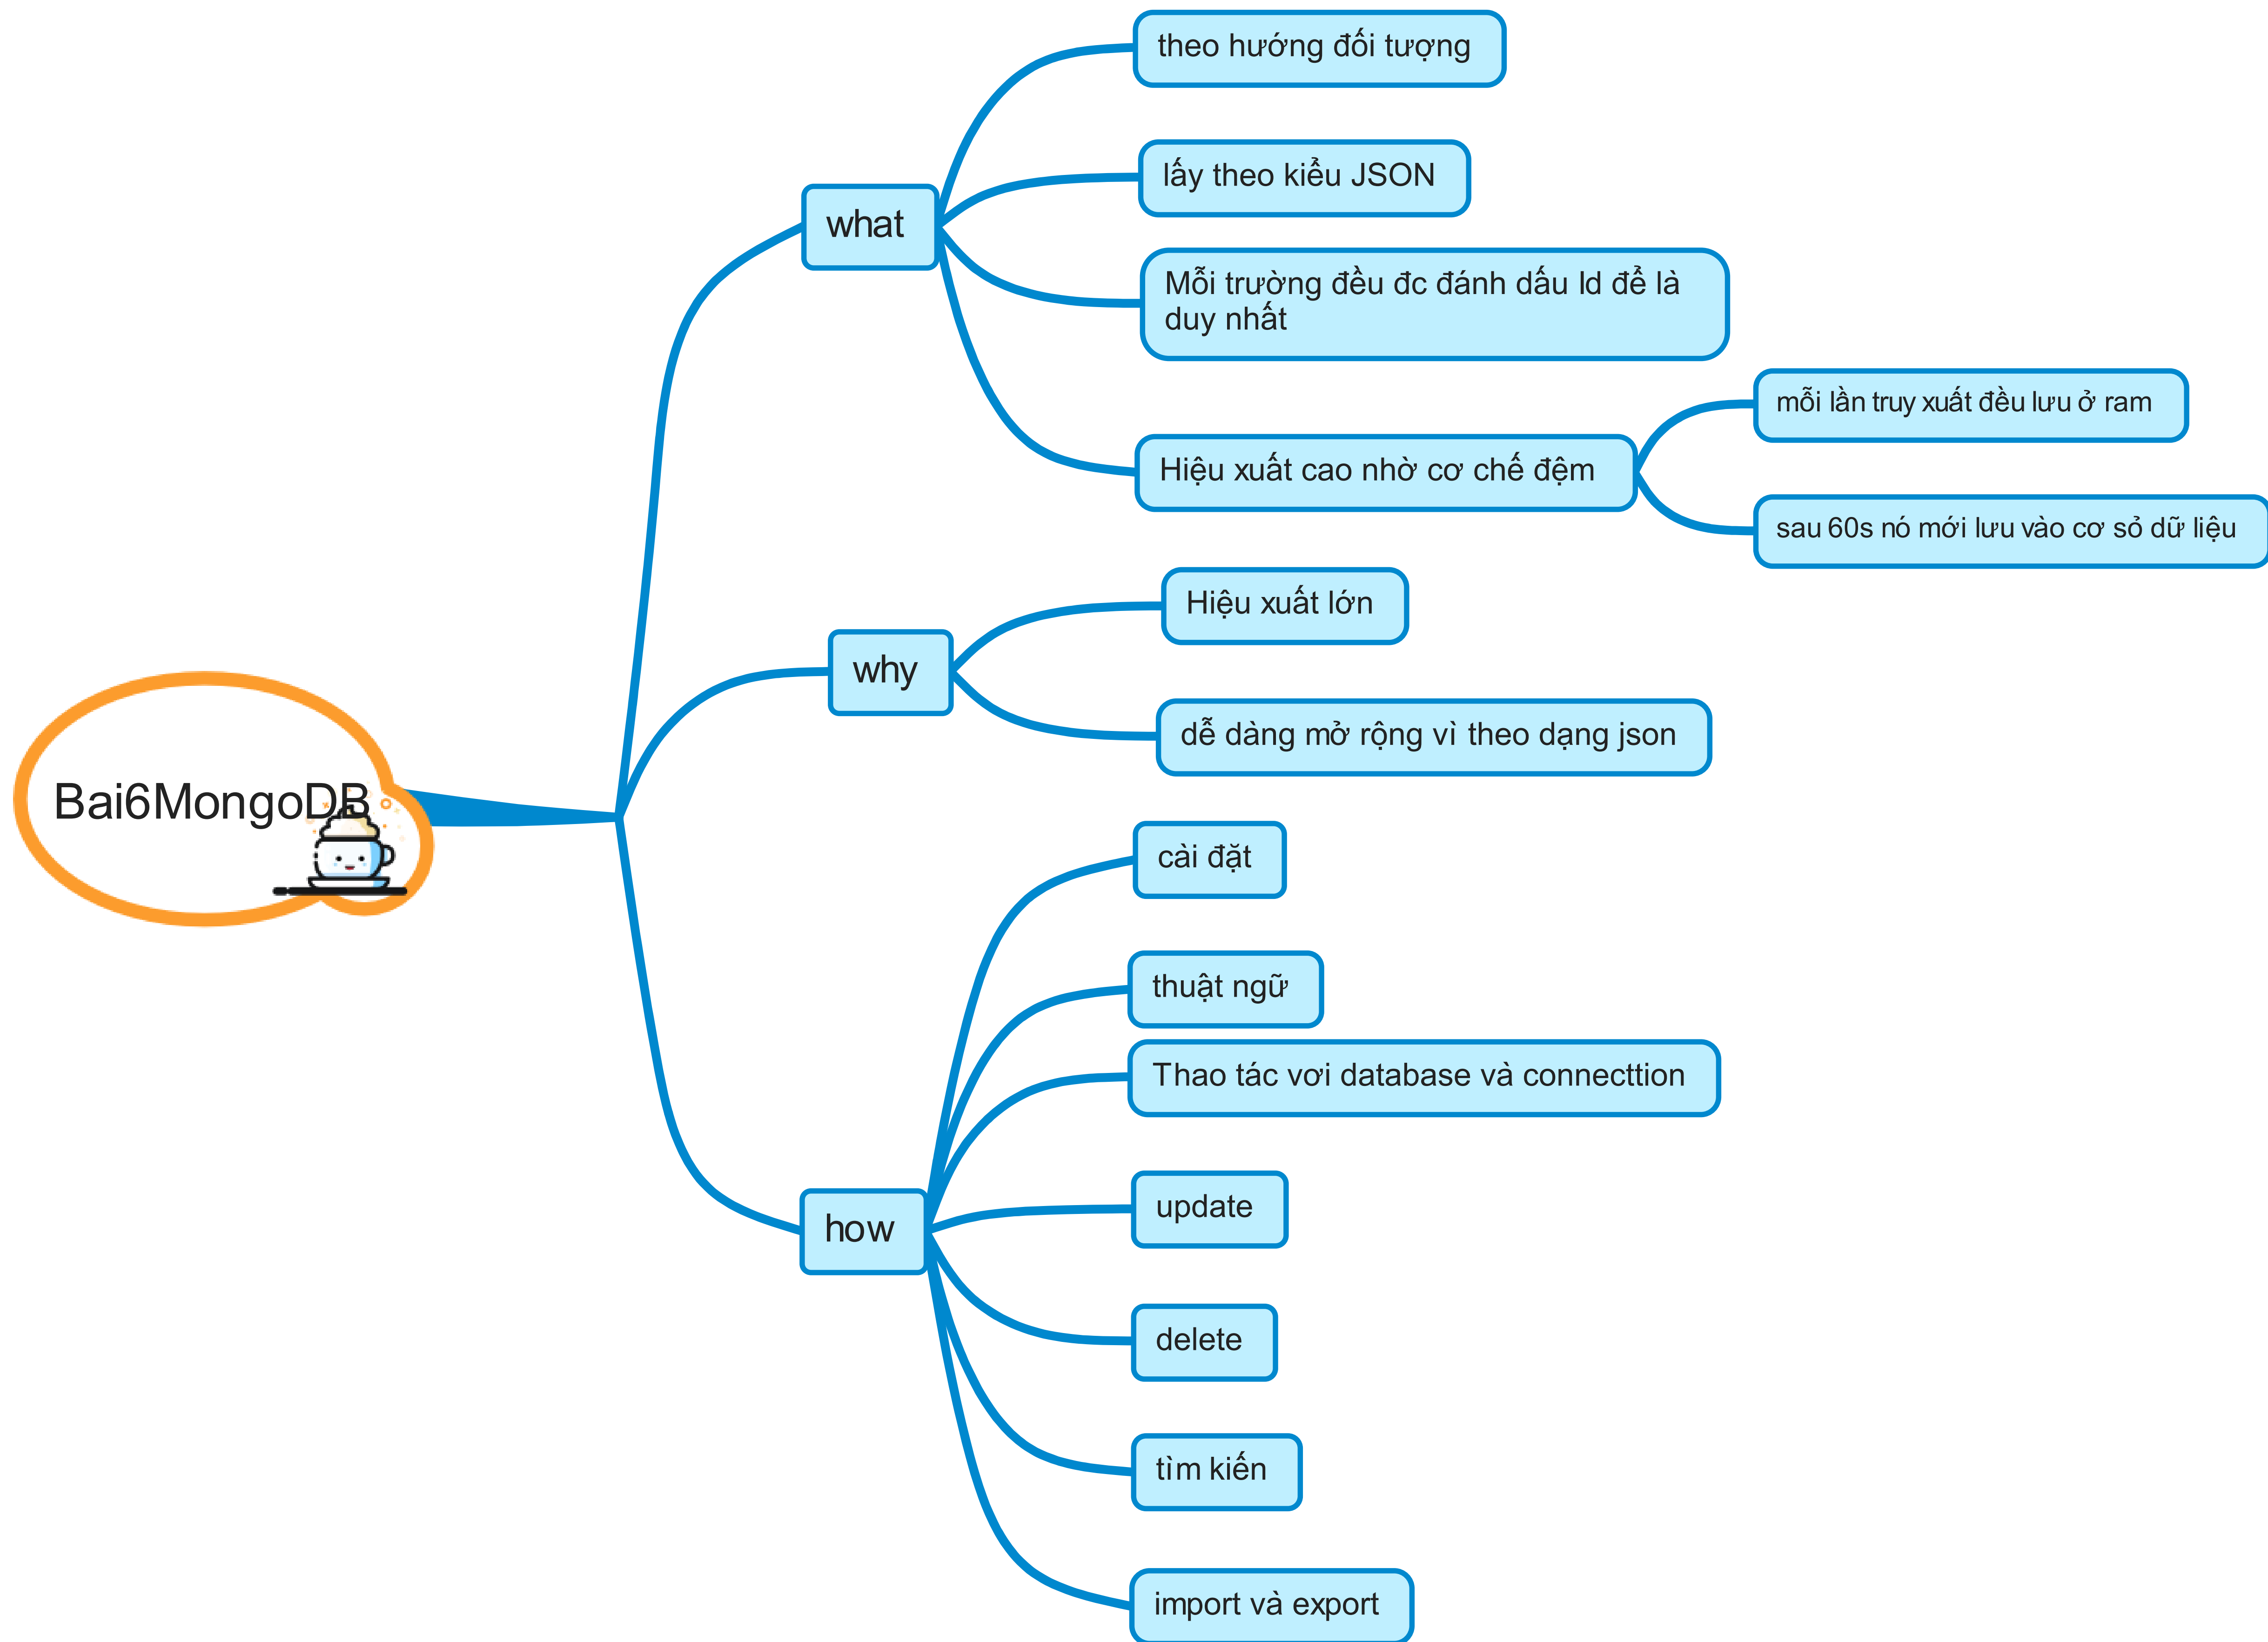 Bai6MongoDB
what
theo hướng đối tượng
lấy theo kiểu JSON
Mỗi trường đều đc đánh dấu Id để là
duy nhất
Hiệu xuất cao nhờ cơ chế đệm
mỗi lần truy xuất đều lưu ở ram
sau 60s nó mới lưu vào cơ sỏ dữ liệu
why
Hiệu xuất lớn
dễ dàng mở rộng vì theo dạng json
how
cài đặt
thuật ngữ
Thao tác vơi database và connecttion
update
delete
tìm kiến
import và export